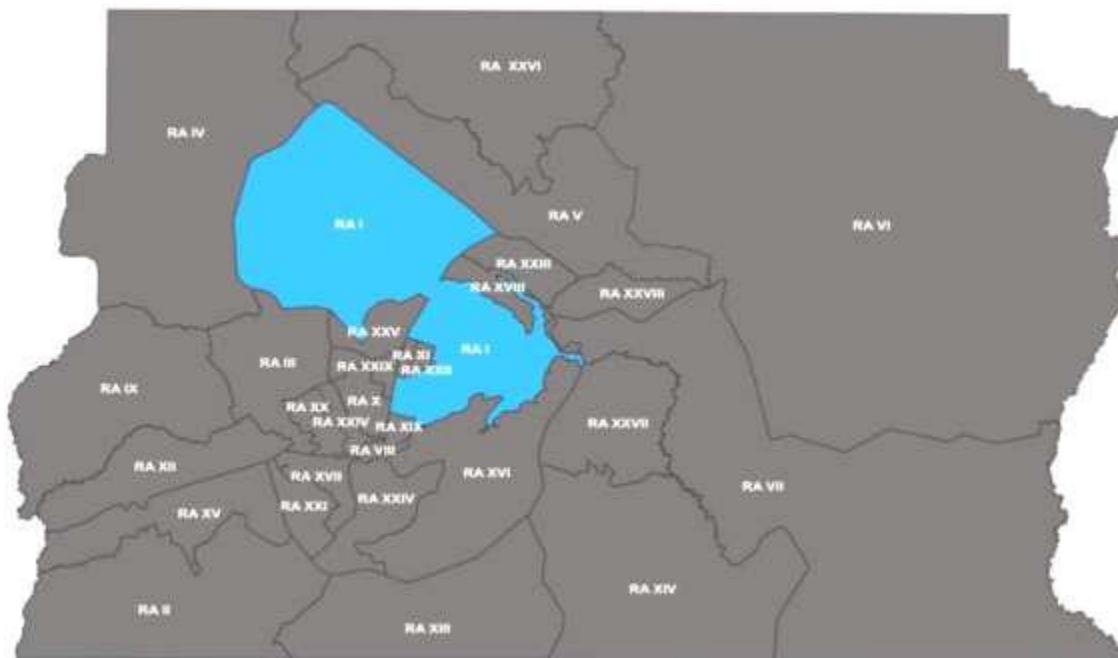 RA XXVI
RA IV
RA I
RA V
RA VI
RA XXIII
RA XVIII
RA XXVIII
RA XXV
RA XI
RA I
RA III
RA XXIX
RA XXII
RA IX
RA X
RA XX
RA XXIV
RA XIX
RA XXVII
RA VIII
RA XII
RA XVII
RA XVI
RA VII
RA XXI
RA XXIV
RA XV
RA XIV
RA II
RA XIII